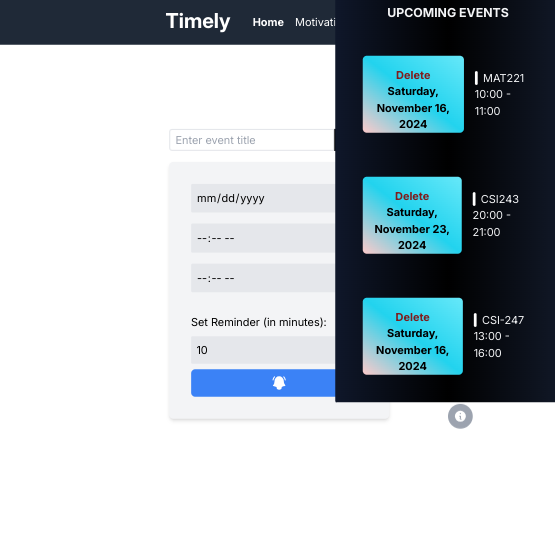 Timely
Home
Motivati
Enter event title
mm/dd/yyyy
--:-- --
--:-- --
Set Reminder (in minutes):
10
UPCOMING EVENTS
Delete
Saturday,
November 16,
2024
MAT221
10:00 -
11:00
Delete
Saturday,
November 23,
2024
CSI243
20:00 -
21:00
Delete
Saturday,
November 16,
2024
CSI-247
13:00 -
16:00